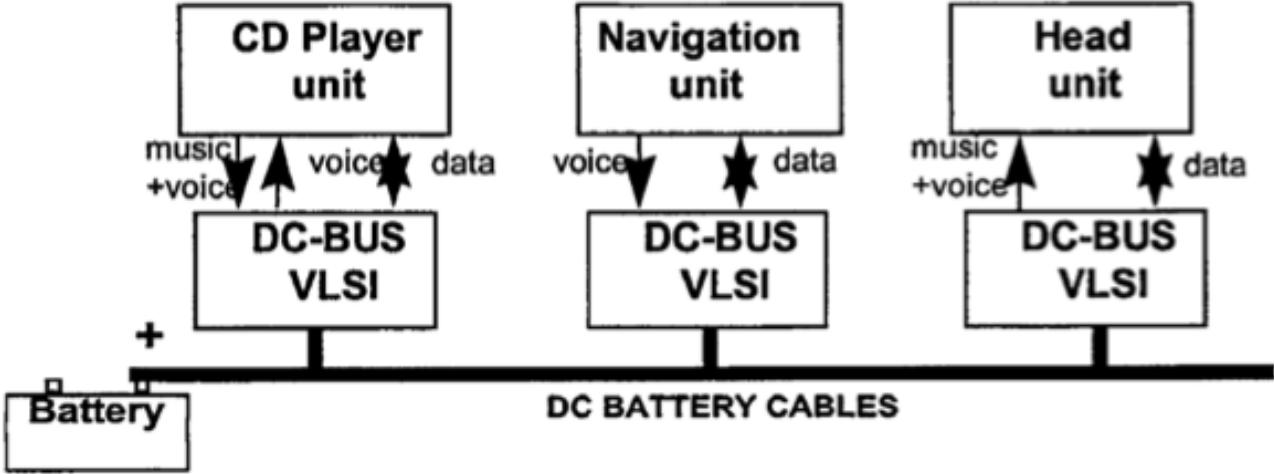 CD Player
unit
Navigation
unit
Head
unit
music
+voice
voice
data
voice
data
music
+voice
data
DC-BUS
VLSI
DC-BUS
VLSI
DC-BUS
VLSI
+
Battery
DC BATTERY CABLES